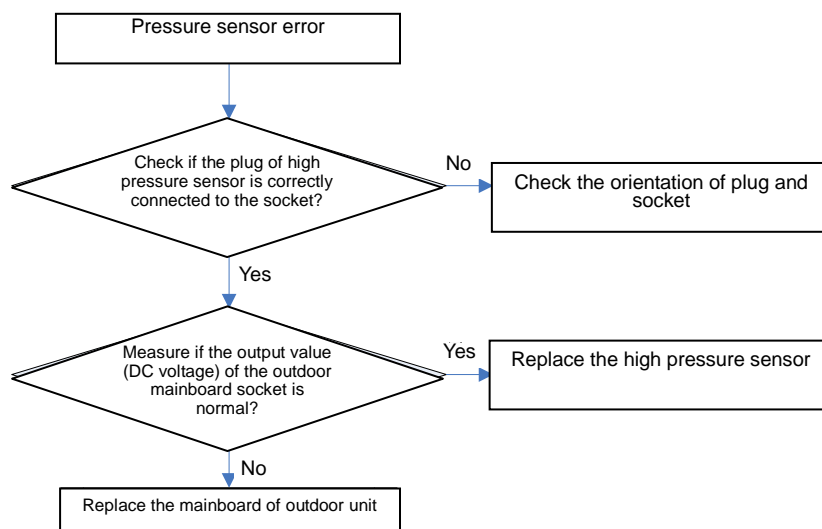 Pressure sensor error
Check if the plug of high
pressure sensor is correctly
connected to the socket?
No
Check the orientation of plug and
socket
Yes
Measure if the output value
(DC voltage) of the outdoor
mainboard socket is
normal?
Yes
Replace the high pressure sensor
No
Replace the mainboard of outdoor unit